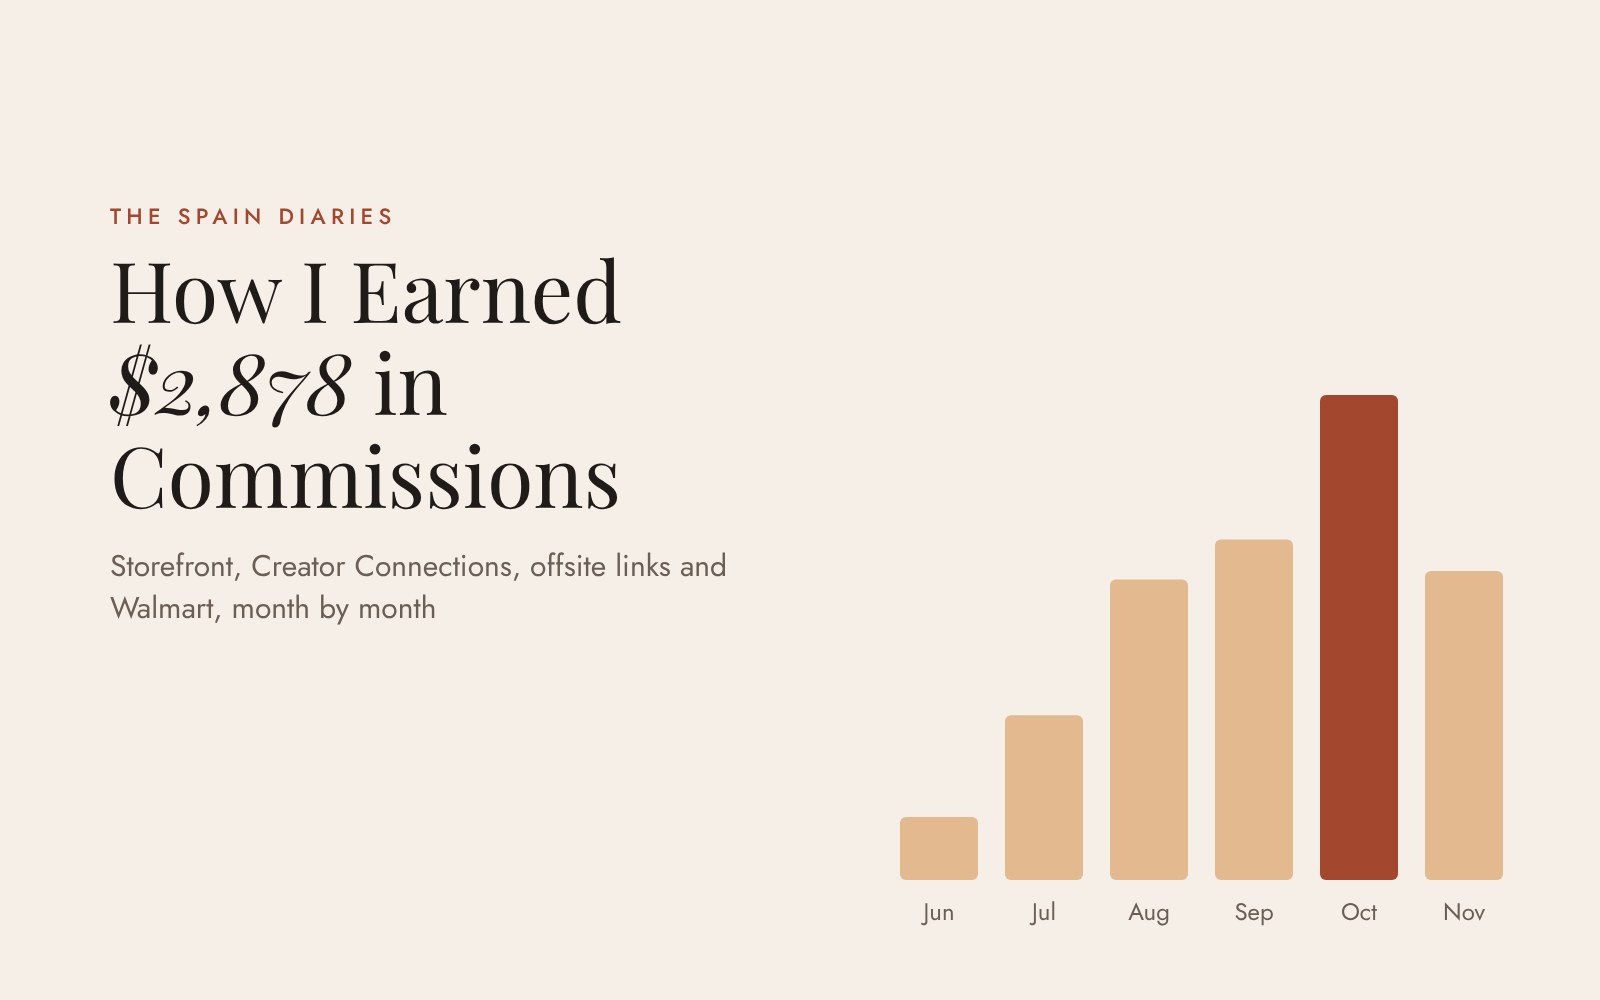 THE SPAIN DIARIES
How I Earned
$2,878 in
Commissions
Storefront, Creator Connections, offsite links and
Walmart, month by month
Jun Jul Aug Sep Oct Nov